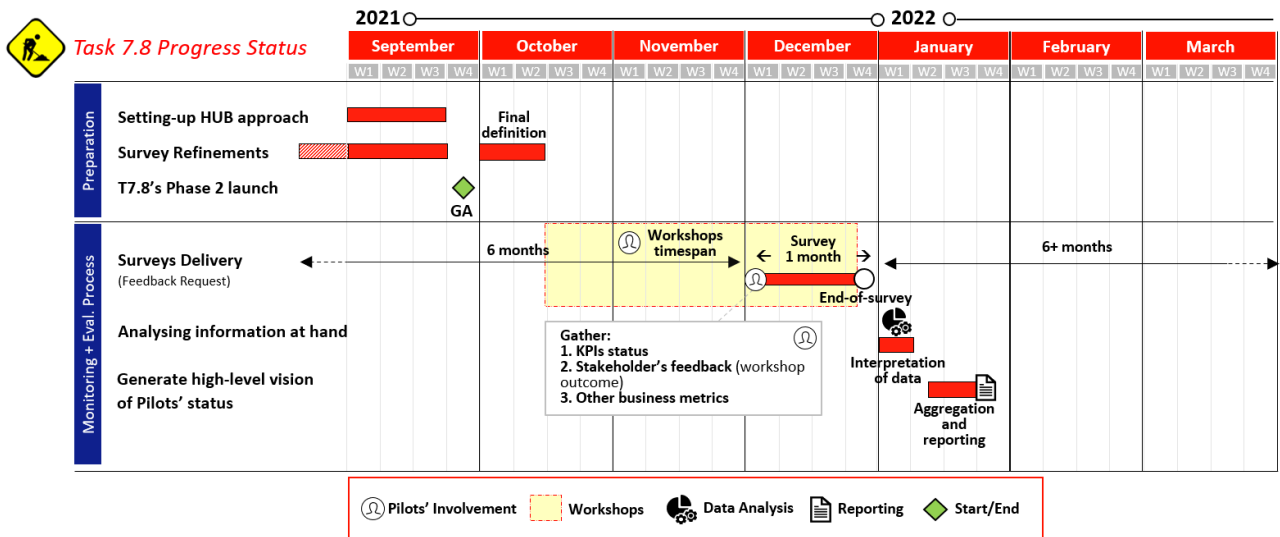 2021 2022
Task 7.8 Progress Status
September October November December January February March
W1 W2 W3 W4 W1 W2 W3 W4 W1 W2 W3 W4 W1 W2 W3 W4 W1 W2 W3 W4 W1 W2 W3 W4 W1 W2 W3 W4
Preparation
Setting-up HUB approach
Final
definition
Survey Refinements
T7.8's Phase 2 launch
GA
Monitoring + Eval. Process
Surveys Delivery
(Feedback Request)
6 months
Workshops
timespan
Survey
1 month
6+ months
End-of-survey
Analysing information at hand
Gather:
1. KPIs status
2. Stakeholder's feedback (workshop
outcome)
3. Other business metrics
Interpretation
of data
Generate high-level vision
of Pilots' status
Aggregation
and
reporting
Pilots' Involvement Workshops Data Analysis Reporting Start/End